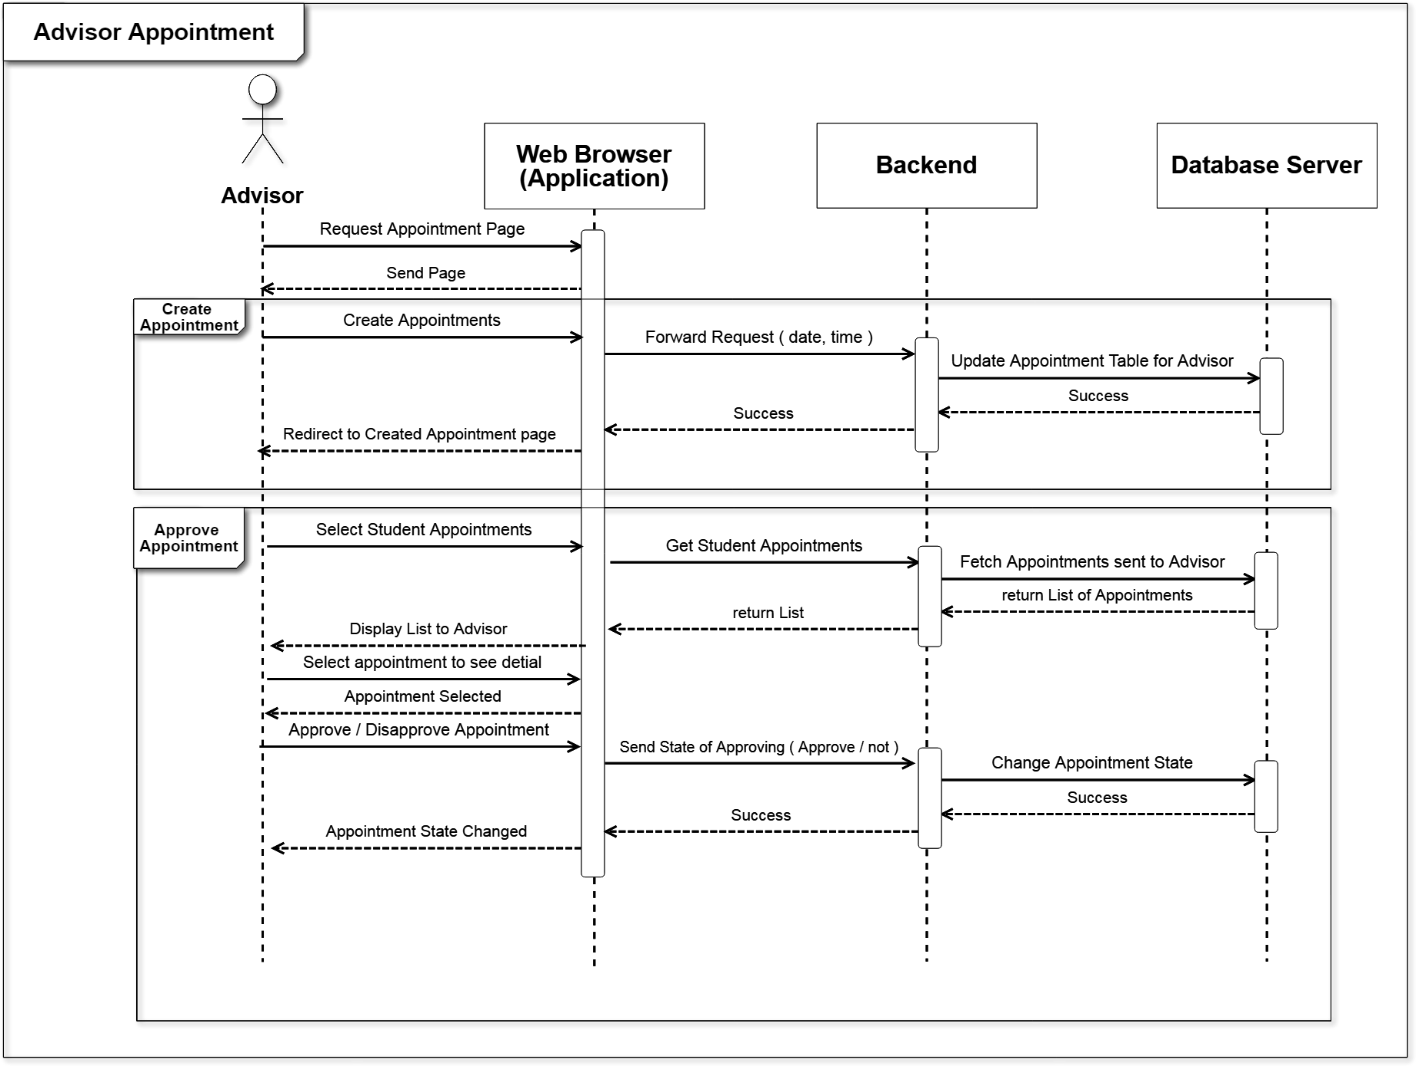 Advisor Appointment
Advisor
Web Browser
(Application)
Backend
Database Server
Request Appointment Page
Send Page
Create
Appointment
Create Appointments
Forward Request ( date, time )
Update Appointment Table for Advisor
Success
Success
Redirect to Created Appointment page
Approve
Appointment
Select Student Appointments
Get Student Appointments
Fetch Appointments sent to Advisor
return List of Appointments
return List
Display List to Advisor
Select appointment to see detial
Appointment Selected
Approve / Disapprove Appointment
Send State of Approving ( Approve / not )
Change Appointment State
Success
Success
Appointment State Changed